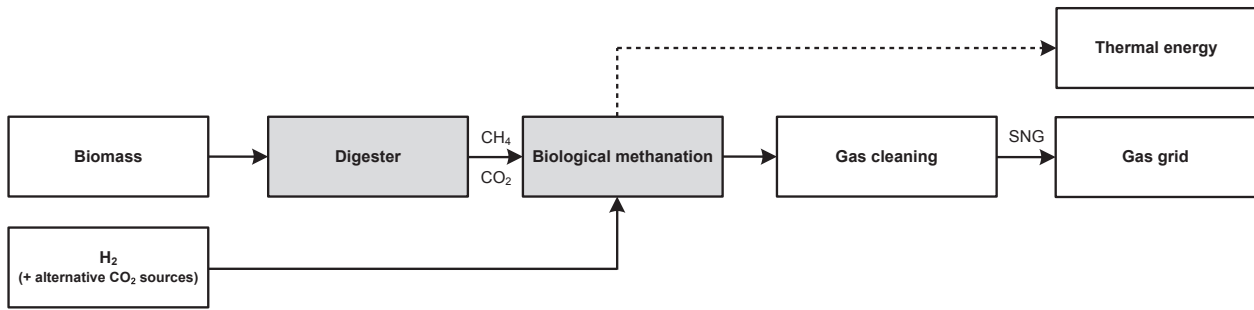 Thermal energy
Biomass
Digester
CH₄
CO₂
Biological methanation
Gas cleaning
SNG
Gas grid
H₂
(+ alternative CO₂ sources)